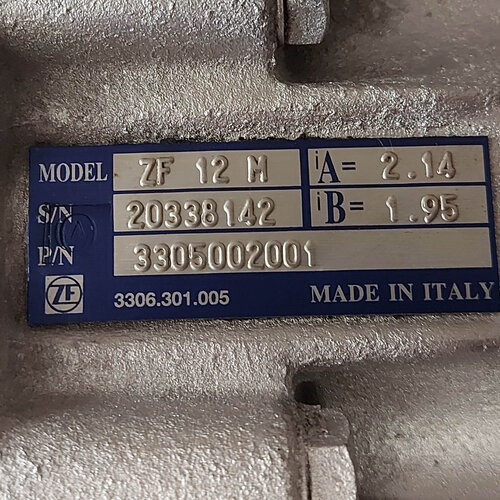 MODEL ZF 12 M iA= 2.14
S/N 20338142 iB= 1.95
P/N 3305002001
ZF 3306.301.005 MADE IN ITALY